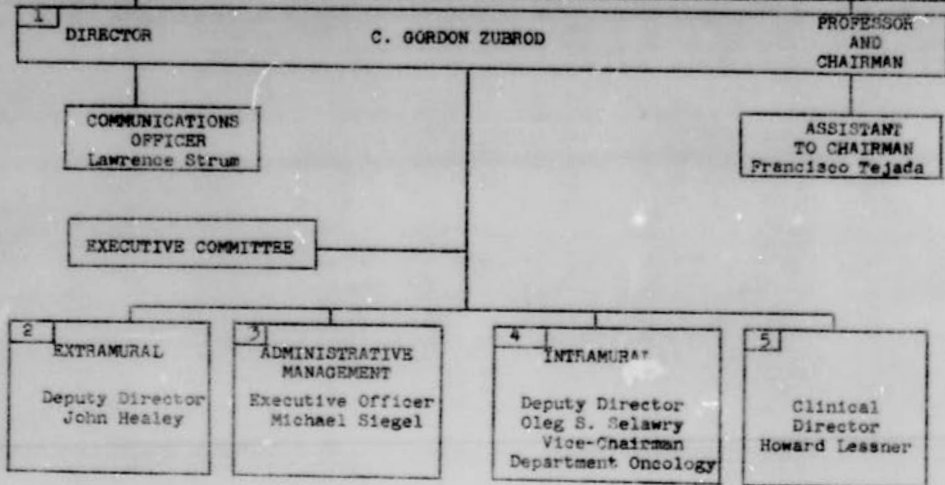 1
DIRECTOR
C. GORDON ZUBROD
PROFESSOR
AND
CHAIRMAN
COMMUNICATIONS
OFFICER
Lawrence Strum
ASSISTANT
TO CHAIRMAN
Francisco Tejada
EXECUTIVE COMMITTEE
2
EXTRAMURAL
Deputy Director
John Healey
3
ADMINISTRATIVE
MANAGEMENT
Executive Officer
Michael Siegel
4
INTRAMURAL
Deputy Director
Oleg S. Selawry
Vice-Chairman
Department Oncology
5
Clinical
Director
Howard Lessner